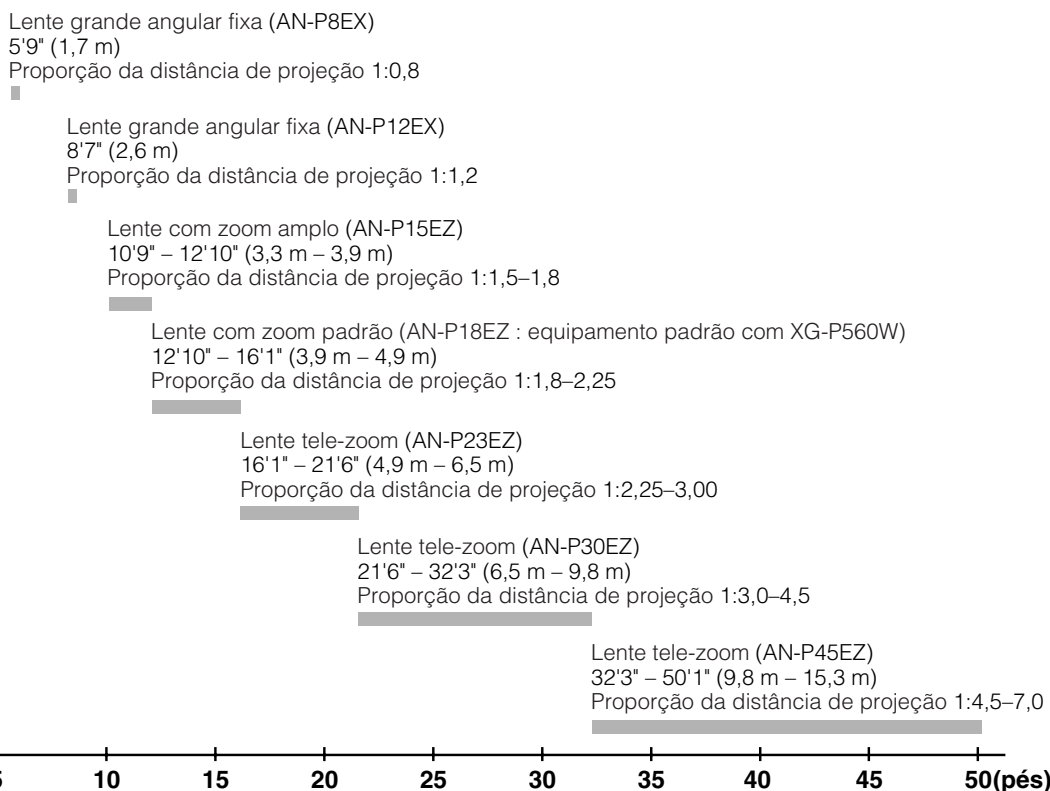 Lente grande angular fixa (AN-P8EX)
5'9" (1,7 m)
Proporção da distância de projeção 1:0,8
Lente grande angular fixa (AN-P12EX)
8'7" (2,6 m)
Proporção da distância de projeção 1:1,2
Lente com zoom amplo (AN-P15EZ)
10'9" – 12'10" (3,3 m – 3,9 m)
Proporção da distância de projeção 1:1,5–1,8
Lente com zoom padrão (AN-P18EZ : equipamento padrão com XG-P560W)
12'10" – 16'1" (3,9 m – 4,9 m)
Proporção da distância de projeção 1:1,8–2,25
Lente tele-zoom (AN-P23EZ)
16'1" – 21'6" (4,9 m – 6,5 m)
Proporção da distância de projeção 1:2,25–3,00
Lente tele-zoom (AN-P30EZ)
21'6" – 32'3" (6,5 m – 9,8 m)
Proporção da distância de projeção 1:3,0–4,5
Lente tele-zoom (AN-P45EZ)
32'3" – 50'1" (9,8 m – 15,3 m)
Proporção da distância de projeção 1:4,5–7,0
10 15 20 25 30 35 40 45 50(pés)